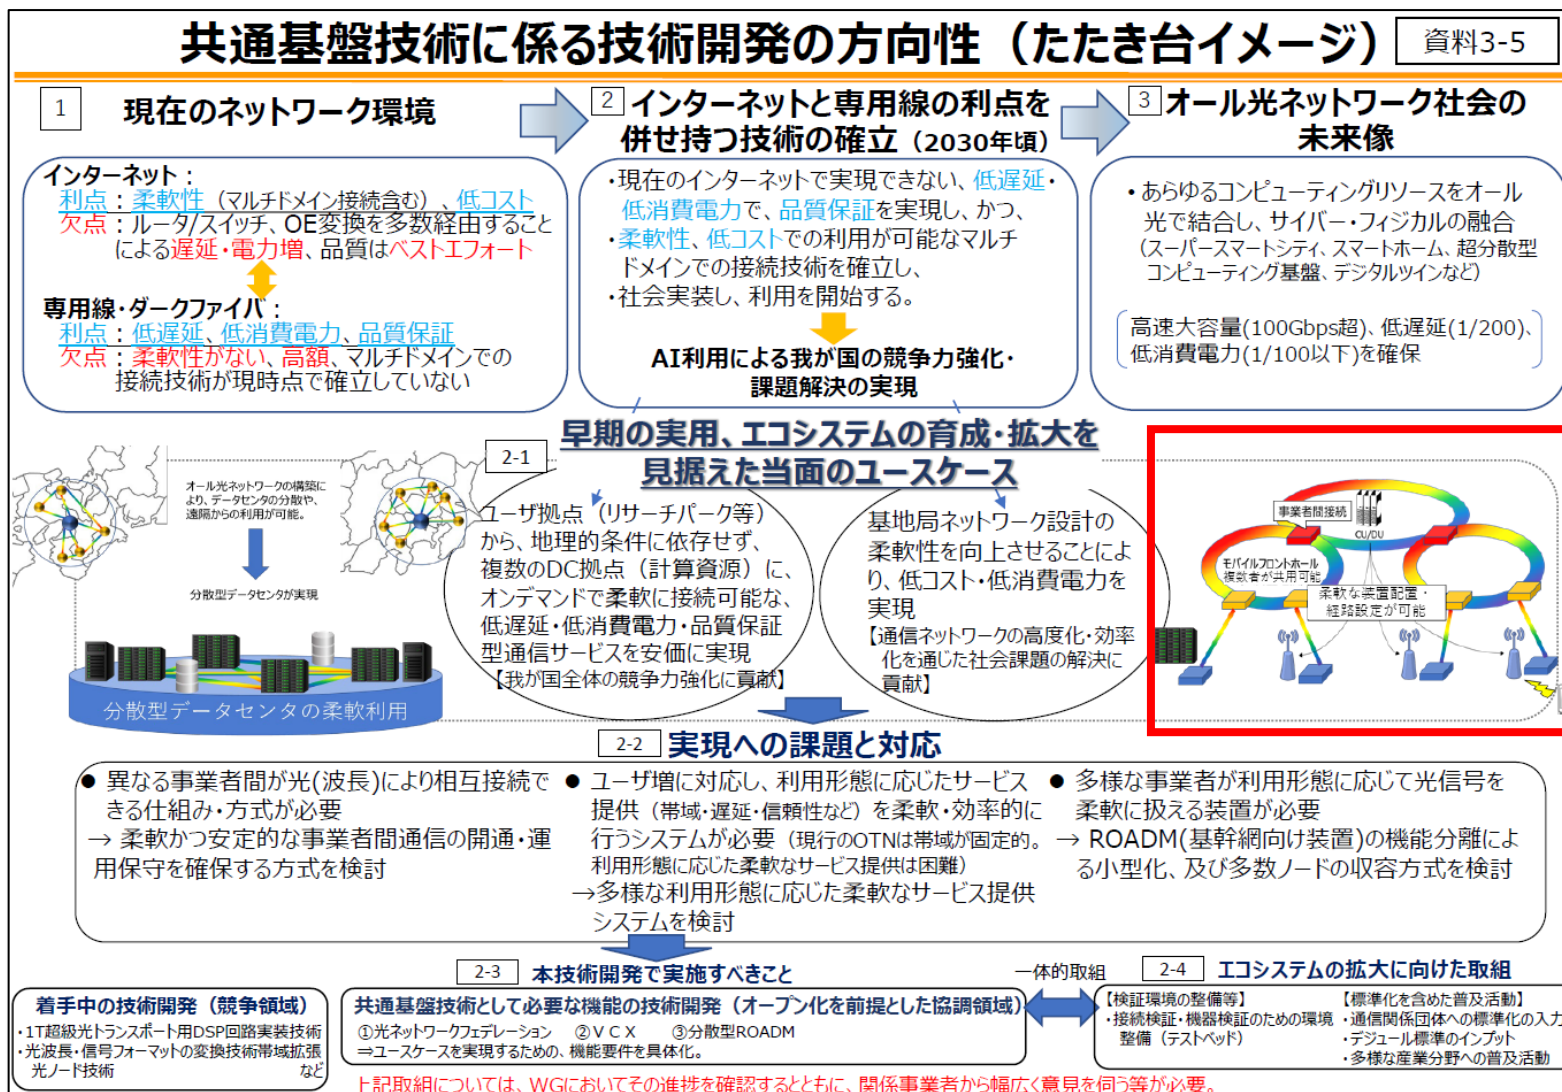 共通基盤技術に係る技術開発の方向性（たたき台イメージ）
資料3-5
1
現在のネットワーク環境
インターネット：
利点：柔軟性（マルチドメイン接続含む）、低コスト
欠点：ルータ/スイッチ、OE変換を多数経由すること
による遅延・電力増、品質はベストエフォート
専用線・ダークファイバ：
利点：低遅延、低消費電力、品質保証
欠点：柔軟性がない、高額、マルチドメインでの
接続技術が現時点で確立していない
2
インターネットと専用線の利点を
併せ持つ技術の確立（2030年頃）
・現在のインターネットで実現できない、低遅延・
低消費電力で、品質保証を実現し、かつ、
・柔軟性、低コストでの利用が可能なマルチ
ドメインでの接続技術を確立し、
・社会実装し、利用を開始する。
AI利用による我が国の競争力強化・
課題解決の実現
3
オール光ネットワーク社会の
未来像
・あらゆるコンピューティングリソースをオール
光で結合し、サイバー・フィジカルの融合
（スーパースマートシティ、スマートホーム、超分散型
コンピューティング基盤、デジタルツインなど）
高速大容量(100Gbps超)、低遅延(1/200)、
低消費電力(1/100以下)を確保
2-1
早期の実用、エコシステムの育成・拡大を
見据えた当面のユースケース
オール光ネットワークの構築に
より、データセンタの分散や、
遠隔からの利用が可能。
分散型データセンタが実現
分散型データセンタの柔軟利用
ユーザ拠点（リサーチパーク等）
から、地理的条件に依存せず、
複数のDC拠点（計算資源）に、
オンデマンドで柔軟に接続可能な、
低遅延・低消費電力・品質保証
型通信サービスを安価に実現
【我が国全体の競争力強化に貢献】
基地局ネットワーク設計の
柔軟性を向上させることによ
り、低コスト・低消費電力を
実現
【通信ネットワークの高度化・効率
化を通じた社会課題の解決に
貢献】
事業者間接続
CU/DU
モバイルフロントホール
複数者が共用可能
柔軟な装置配置・
経路設定が可能
2-2
実現への課題と対応
● 異なる事業者間が光(波長)により相互接続で
きる仕組み・方式が必要
→ 柔軟かつ安定的な事業者間通信の開通・運
用保守を確保する方式を検討
● ユーザ増に対応し、利用形態に応じたサービス
提供（帯域・遅延・信頼性など）を柔軟・効率的に
行うシステムが必要（現行のOTNは帯域が固定的。
利用形態に応じた柔軟なサービス提供は困難）
→多様な利用形態に応じた柔軟なサービス提供
システムを検討
● 多様な事業者が利用形態に応じて光信号を
柔軟に扱える装置が必要
→ ROADM(基幹網向け装置)の機能分離によ
る小型化、及び多数ノードの収容方式を検討
2-3
本技術開発で実施すべきこと
一体的取組
2-4
エコシステムの拡大に向けた取組
着手中の技術開発（競争領域）
・1T超級光トランスポート用DSP回路実装技術
・光波長・信号フォーマットの変換技術帯域拡張
光ノード技術 など
共通基盤技術として必要な機能の技術開発（オープン化を前提とした協調領域）
①光ネットワークフェデレーション ②ＶＣＸ ③分散型ROADM
⇒ユースケースを実現するための、機能要件を具体化。
【検証環境の整備等】
・接続検証・機器検証のための環境
整備（テストベッド）
【標準化を含めた普及活動】
・通信関係団体への標準化の入力
・デジュール標準のインプット
・多様な産業分野への普及活動
上記取組については、WGにおいてその進捗を確認するとともに、関係事業者から幅広く意見を伺う等が必要。